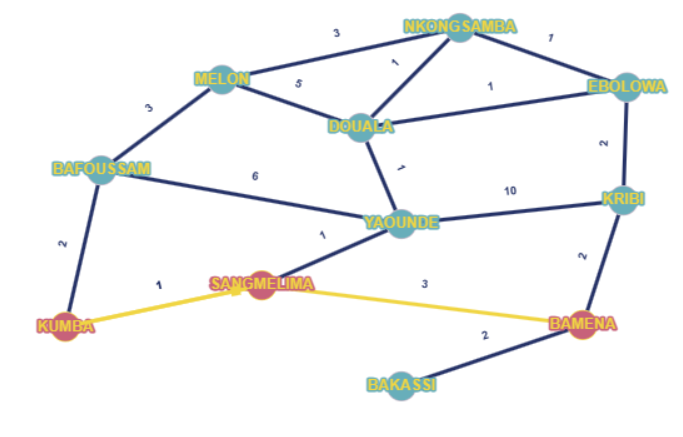 NKONGSAMBA
3
1
MELON
1
5
1
EBOLOWA
3
DOUALA
2
BAFOUSSAM
6
1
10
KRIBI
YAOUNDE
2
1
2
1
SANGMELIMA
3
KUMBA
BAMENA
2
BAKASSI